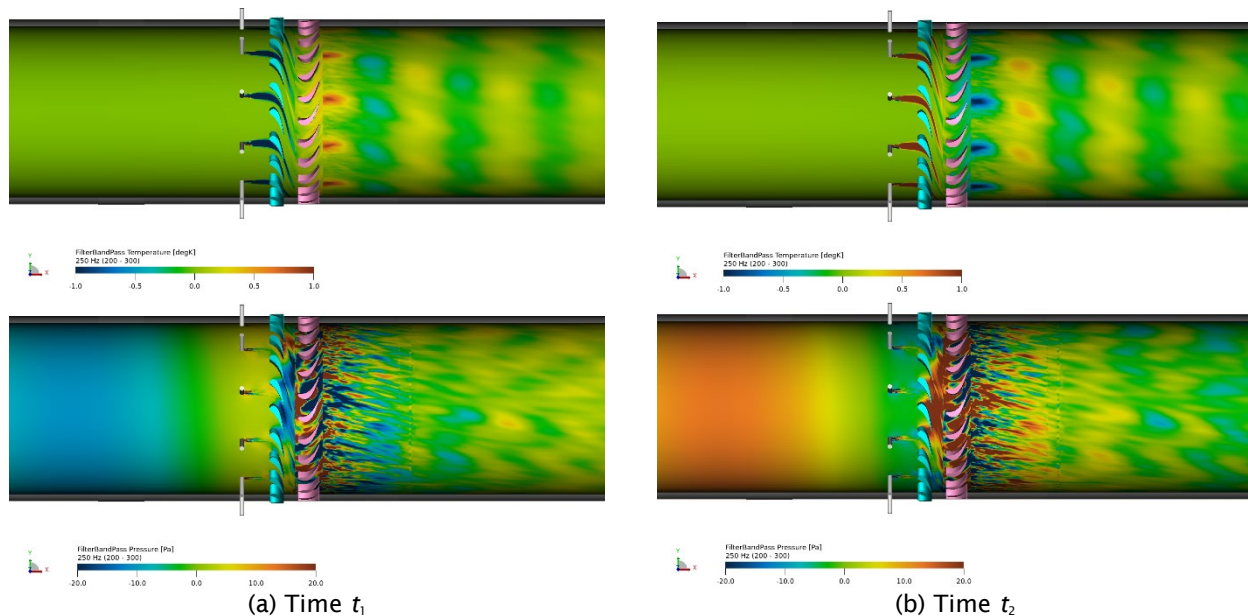 FilterBandPass Temperature [degK]
250 Hz (200 - 300)
-1.0 -0.5 0.0 0.5 1.0
Y
X
FilterBandPass Temperature [degK]
250 Hz (200 - 300)
-1.0 -0.5 0.0 0.5 1.0
Y
X
FilterBandPass Pressure [Pa]
250 Hz (200 - 300)
-20.0 -10.0 0.0 10.0 20.0
Y
X
FilterBandPass Pressure [Pa]
250 Hz (200 - 300)
-20.0 -10.0 0.0 10.0 20.0
Y
X
(a) Time t₁
(b) Time t₂